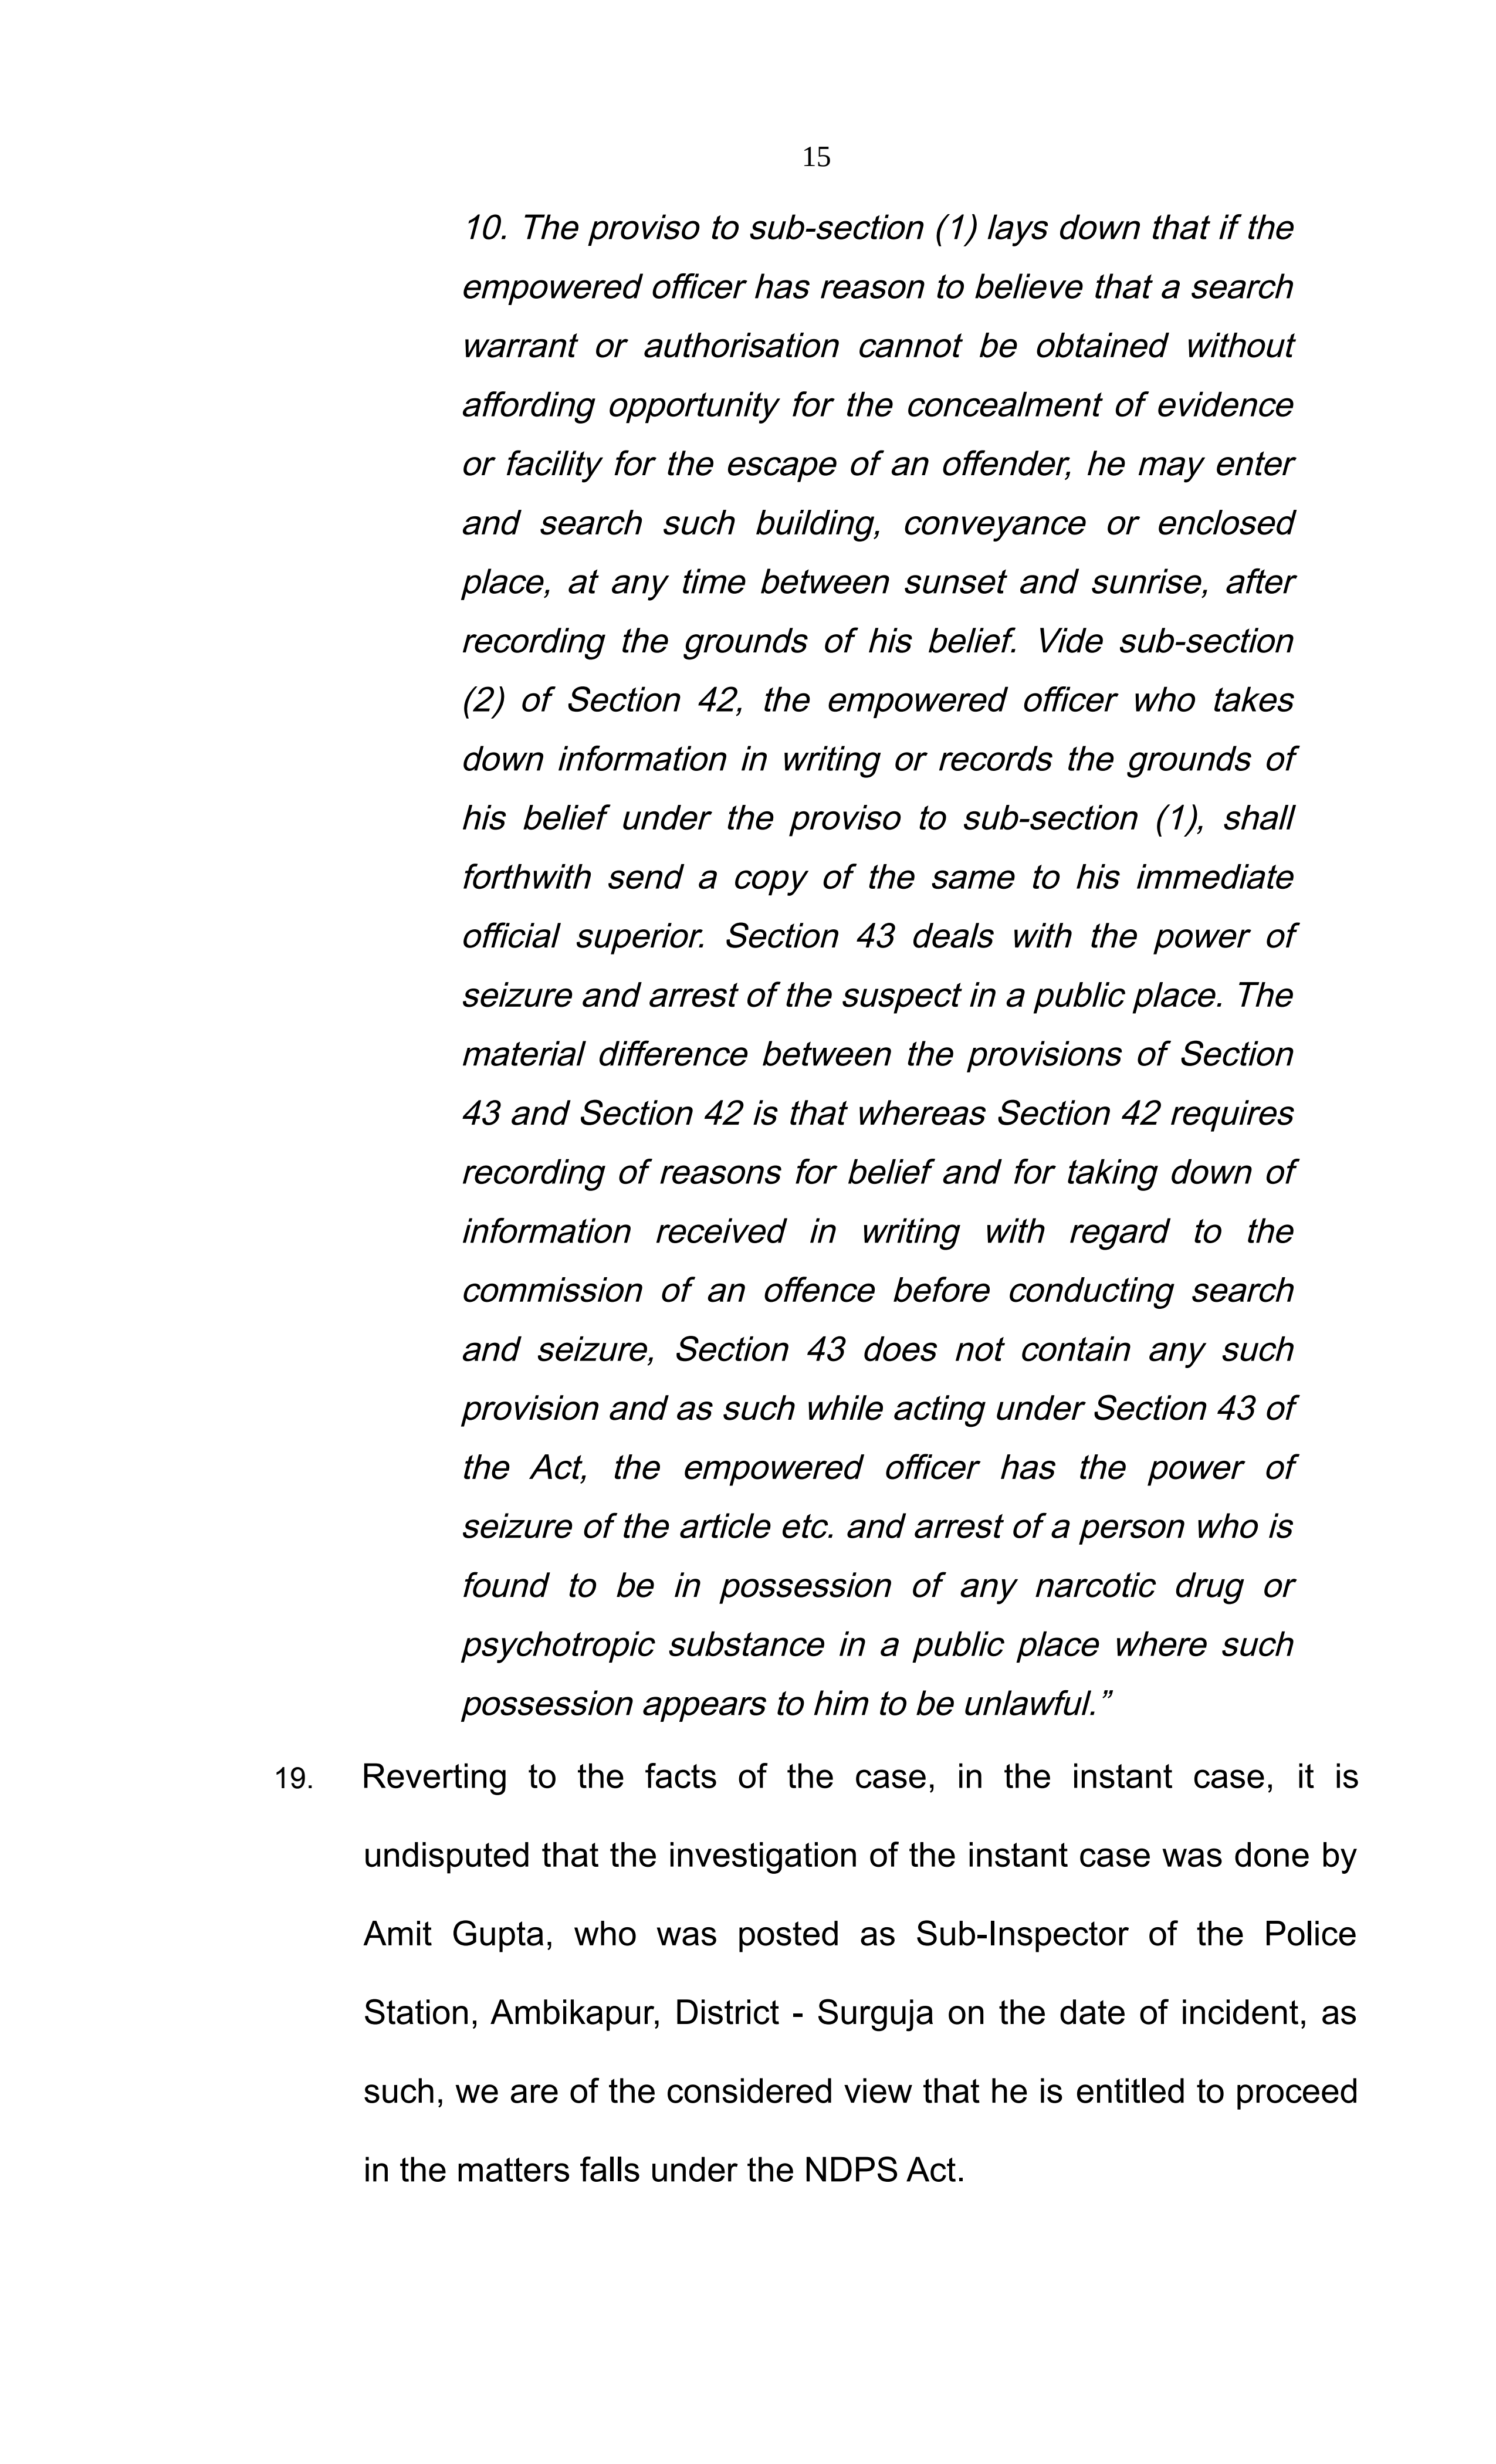 15
10. The proviso to sub-section (1) lays down that if the
empowered officer has reason to believe that a search
warrant or authorisation cannot be obtained without
affording opportunity for the concealment of evidence
or facility for the escape of an offender, he may enter
and search such building, conveyance or enclosed
place, at any time between sunset and sunrise, after
recording the grounds of his belief. Vide sub-section
(2) of Section 42, the empowered officer who takes
down information in writing or records the grounds of
his belief under the proviso to sub-section (1), shall
forthwith send a copy of the same to his immediate
official superior. Section 43 deals with the power of
seizure and arrest of the suspect in a public place. The
material difference between the provisions of Section
43 and Section 42 is that whereas Section 42 requires
recording of reasons for belief and for taking down of
information received in writing with regard to the
commission of an offence before conducting search
and seizure, Section 43 does not contain any such
provision and as such while acting under Section 43 of
the Act, the empowered officer has the power of
seizure of the article etc. and arrest of a person who is
found to be in possession of any narcotic drug or
psychotropic substance in a public place where such
possession appears to him to be unlawful.”
19. Reverting to the facts of the case, in the instant case, it is
undisputed that the investigation of the instant case was done by
Amit Gupta, who was posted as Sub-Inspector of the Police
Station, Ambikapur, District - Surguja on the date of incident, as
such, we are of the considered view that he is entitled to proceed
in the matters falls under the NDPS Act.